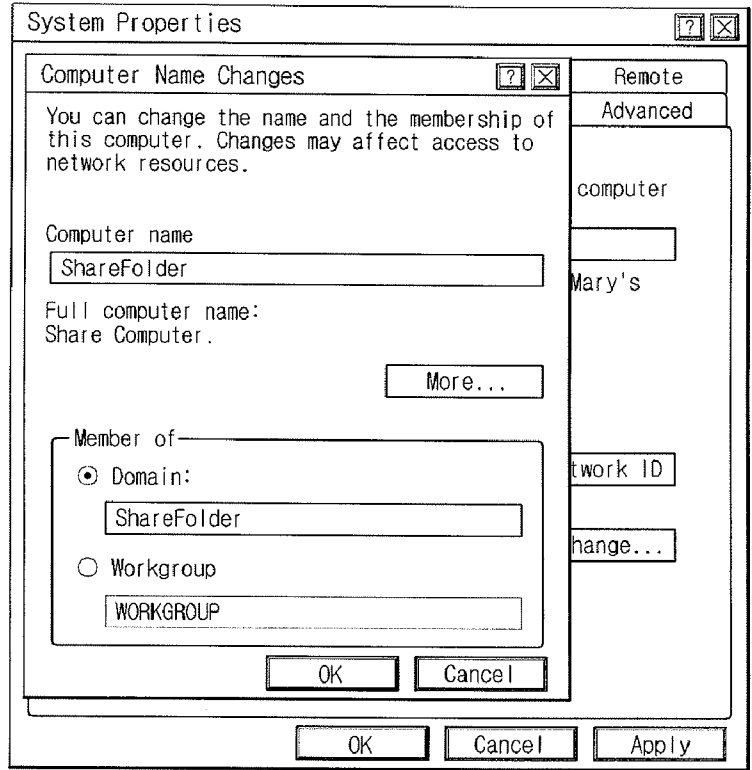 System Properties
Computer Name Changes
Remote
Advanced
You can change the name and the membership of
this computer. Changes may affect access to
network resources.
computer
Computer name
ShareFolder
Mary's
Full computer name:
Share Computer.
More...
Member of
Domain:
twork ID
ShareFolder
hange...
Workgroup
WORKGROUP
OK
Cancel
OK
Cancel
Apply